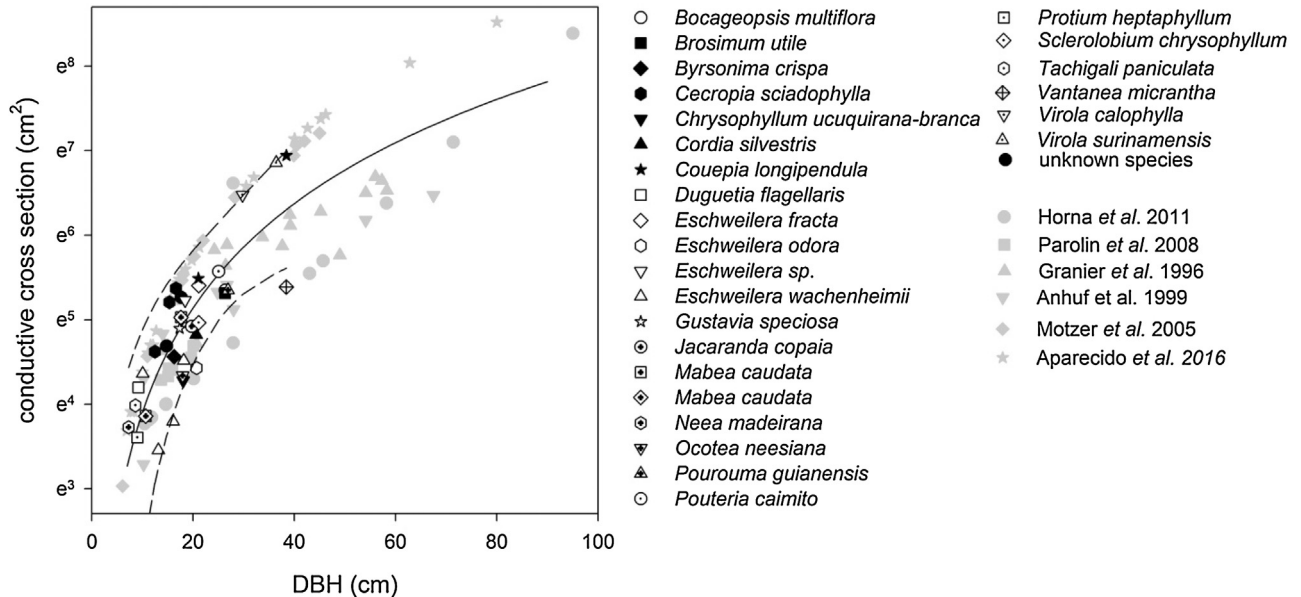 conductive cross section (cm²)
e⁸
e⁷
e⁶
e⁵
e⁴
e³
0
20
40
60
80
100
DBH (cm)
Bocageopsis multiflora
Brosimum utile
Byrsonima crispa
Cecropia sciadophylla
Chrysophyllum ucuquirana-branca
Cordia silvestris
Couepia longipendula
Duguetia flagellaris
Eschweilera fracta
Eschweilera odora
Eschweilera sp.
Eschweilera wachenheimii
Gustavia speciosa
Jacaranda copaia
Mabea caudata
Mabea caudata
Neea madeirana
Ocotea neesiana
Pourouma guianensis
Pouteria caimito
Protium heptaphyllum
Sclerolobium chrysophyllum
Tachigali paniculata
Vantanea micrantha
Virola calophylla
Virola surinamensis
unknown species
Horna et al. 2011
Parolin et al. 2008
Granier et al. 1996
Anhuf et al. 1999
Motzer et al. 2005
Aparecido et al. 2016